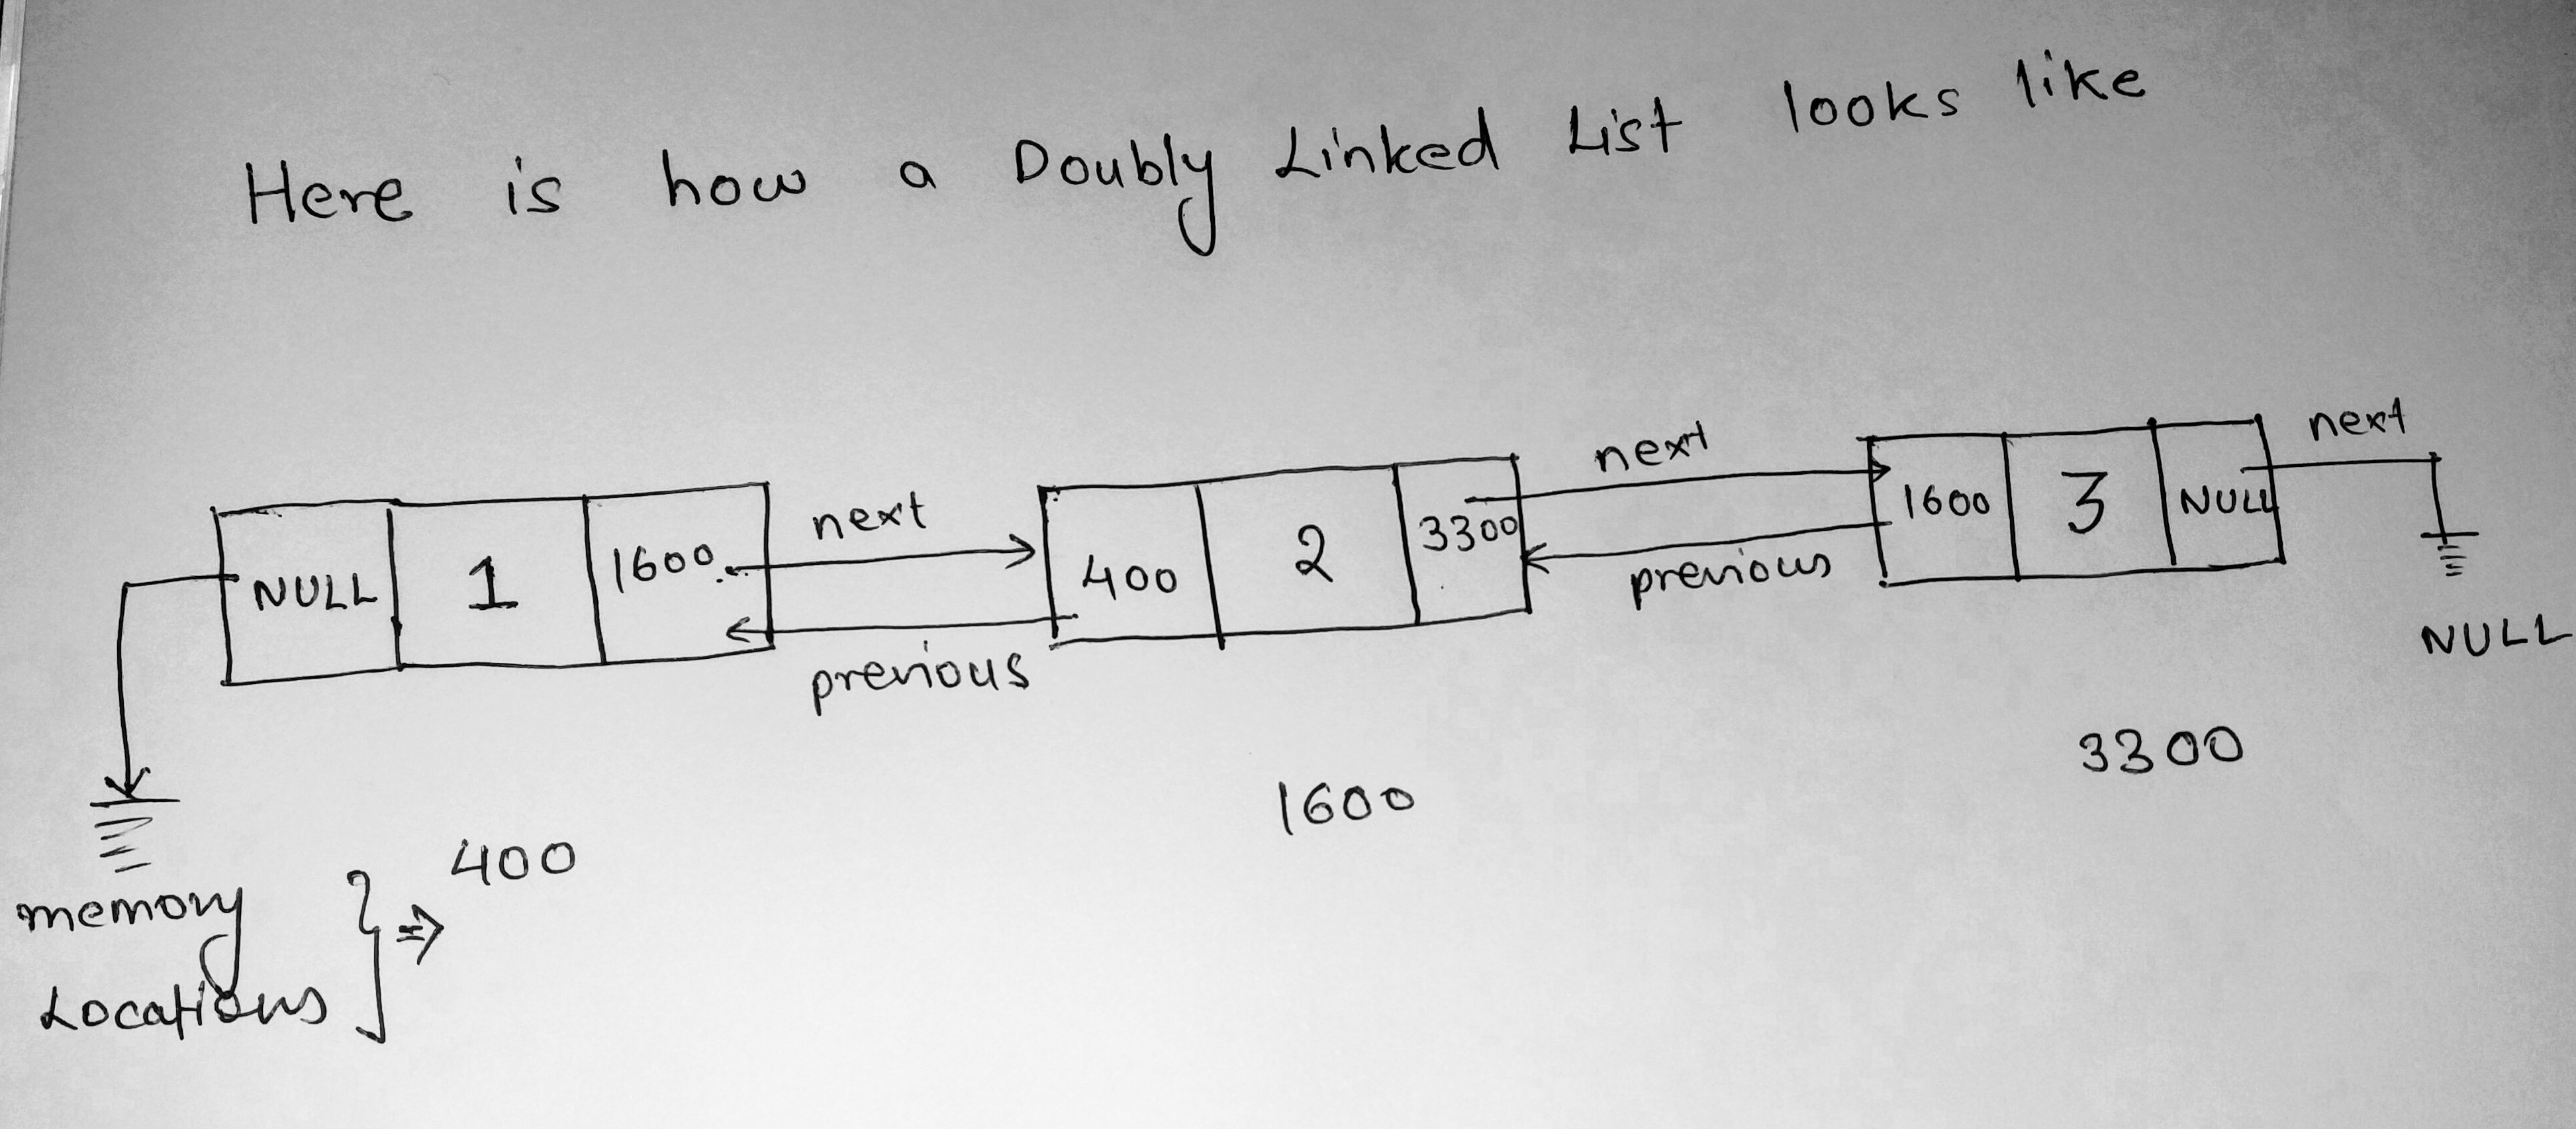 Here is how a Doubly Linked List looks like
next
next
next
NULL 1 1600
400 2 3300
1600 3 NULL
previous
previous
NULL
400
1600
3300
memory
Locations } ⇒